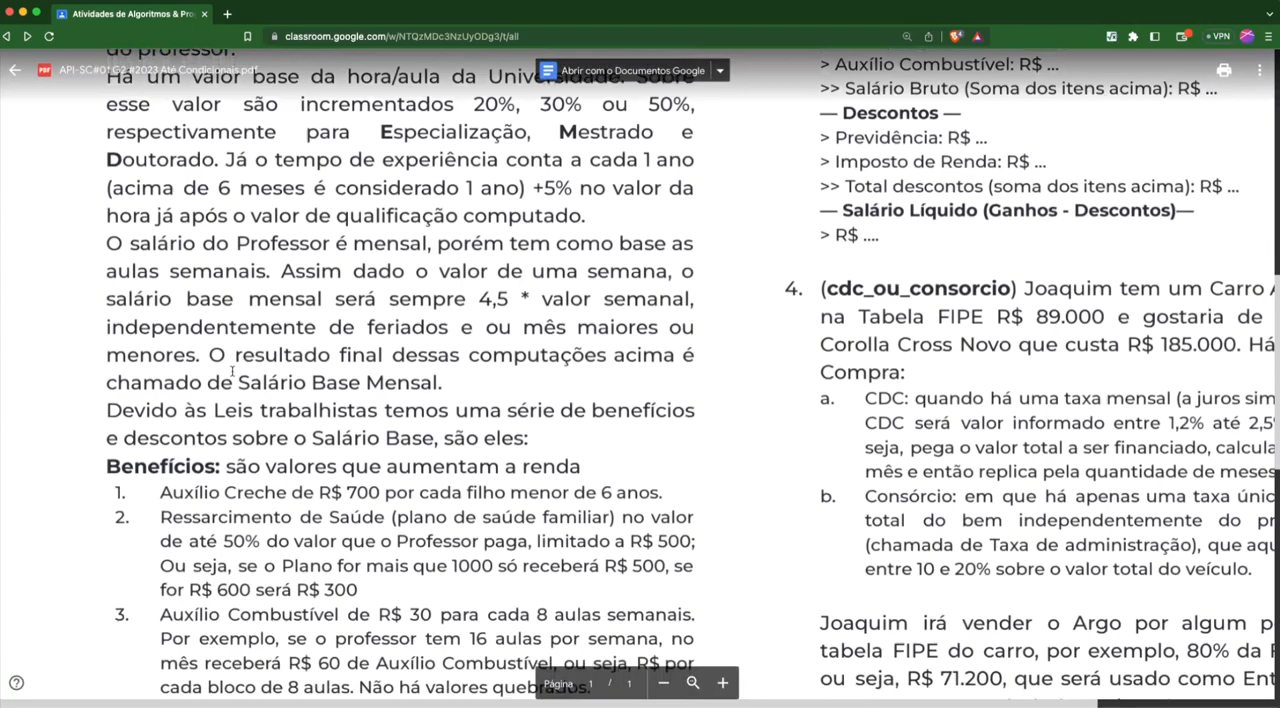 Atividades de Algoritmos & Pro
classroom.google.com/w/NTQzMDc3NzUyODg3/t/all
VPN
do professor.
API-SC#01 G2 #2023 Até Condicionais.pdf
Abrir com o Documentos Google
Há um valor base da hora/aula da Universidade. Sobre
esse valor são incrementados 20%, 30% ou 50%,
respectivamente para Especialização, Mestrado e
Doutorado. Já o tempo de experiência conta a cada 1 ano
(acima de 6 meses é considerado 1 ano) +5% no valor da
hora já após o valor de qualificação computado.
O salário do Professor é mensal, porém tem como base as
aulas semanais. Assim dado o valor de uma semana, o
salário base mensal será sempre 4,5 * valor semanal,
independentemente de feriados e ou mês maiores ou
menores. O resultado final dessas computações acima é
chamado de Salário Base Mensal.
Devido às Leis trabalhistas temos uma série de benefícios
e descontos sobre o Salário Base, são eles:
Benefícios: são valores que aumentam a renda
1. Auxílio Creche de R$ 700 por cada filho menor de 6 anos.
2. Ressarcimento de Saúde (plano de saúde familiar) no valor
de até 50% do valor que o Professor paga, limitado a R$ 500;
Ou seja, se o Plano for mais que 1000 só receberá R$ 500, se
for R$ 600 será R$ 300
3. Auxílio Combustível de R$ 30 para cada 8 aulas semanais.
Por exemplo, se o professor tem 16 aulas por semana, no
mês receberá R$ 60 de Auxílio Combustível, ou seja, R$ por
cada bloco de 8 aulas. Não há valores quebrados.
> Auxílio Combustível: R$ ...
>> Salário Bruto (Soma dos itens acima): R$ ...
— Descontos —
> Previdência: R$ ...
> Imposto de Renda: R$ ...
>> Total descontos (soma dos itens acima): R$ ...
— Salário Líquido (Ganhos - Descontos)—
> R$ ....
4. (cdc_ou_consorcio) Joaquim tem um Carro
na Tabela FIPE R$ 89.000 e gostaria de
Corolla Cross Novo que custa R$ 185.000. Há
Compra:
a. CDC: quando há uma taxa mensal (a juros sim
CDC será valor informado entre 1,2% até 2,5
seja, pega o valor total a ser financiado, calcula
mês e então replica pela quantidade de meses
b. Consórcio: em que há apenas uma taxa únic
total do bem independentemente do pr
(chamada de Taxa de administração), que aqu
entre 10 e 20% sobre o valor total do veículo.
Joaquim irá vender o Argo por algum p
tabela FIPE do carro, por exemplo, 80% da
ou seja, R$ 71.200, que será usado como Ent
Página 1 / 1